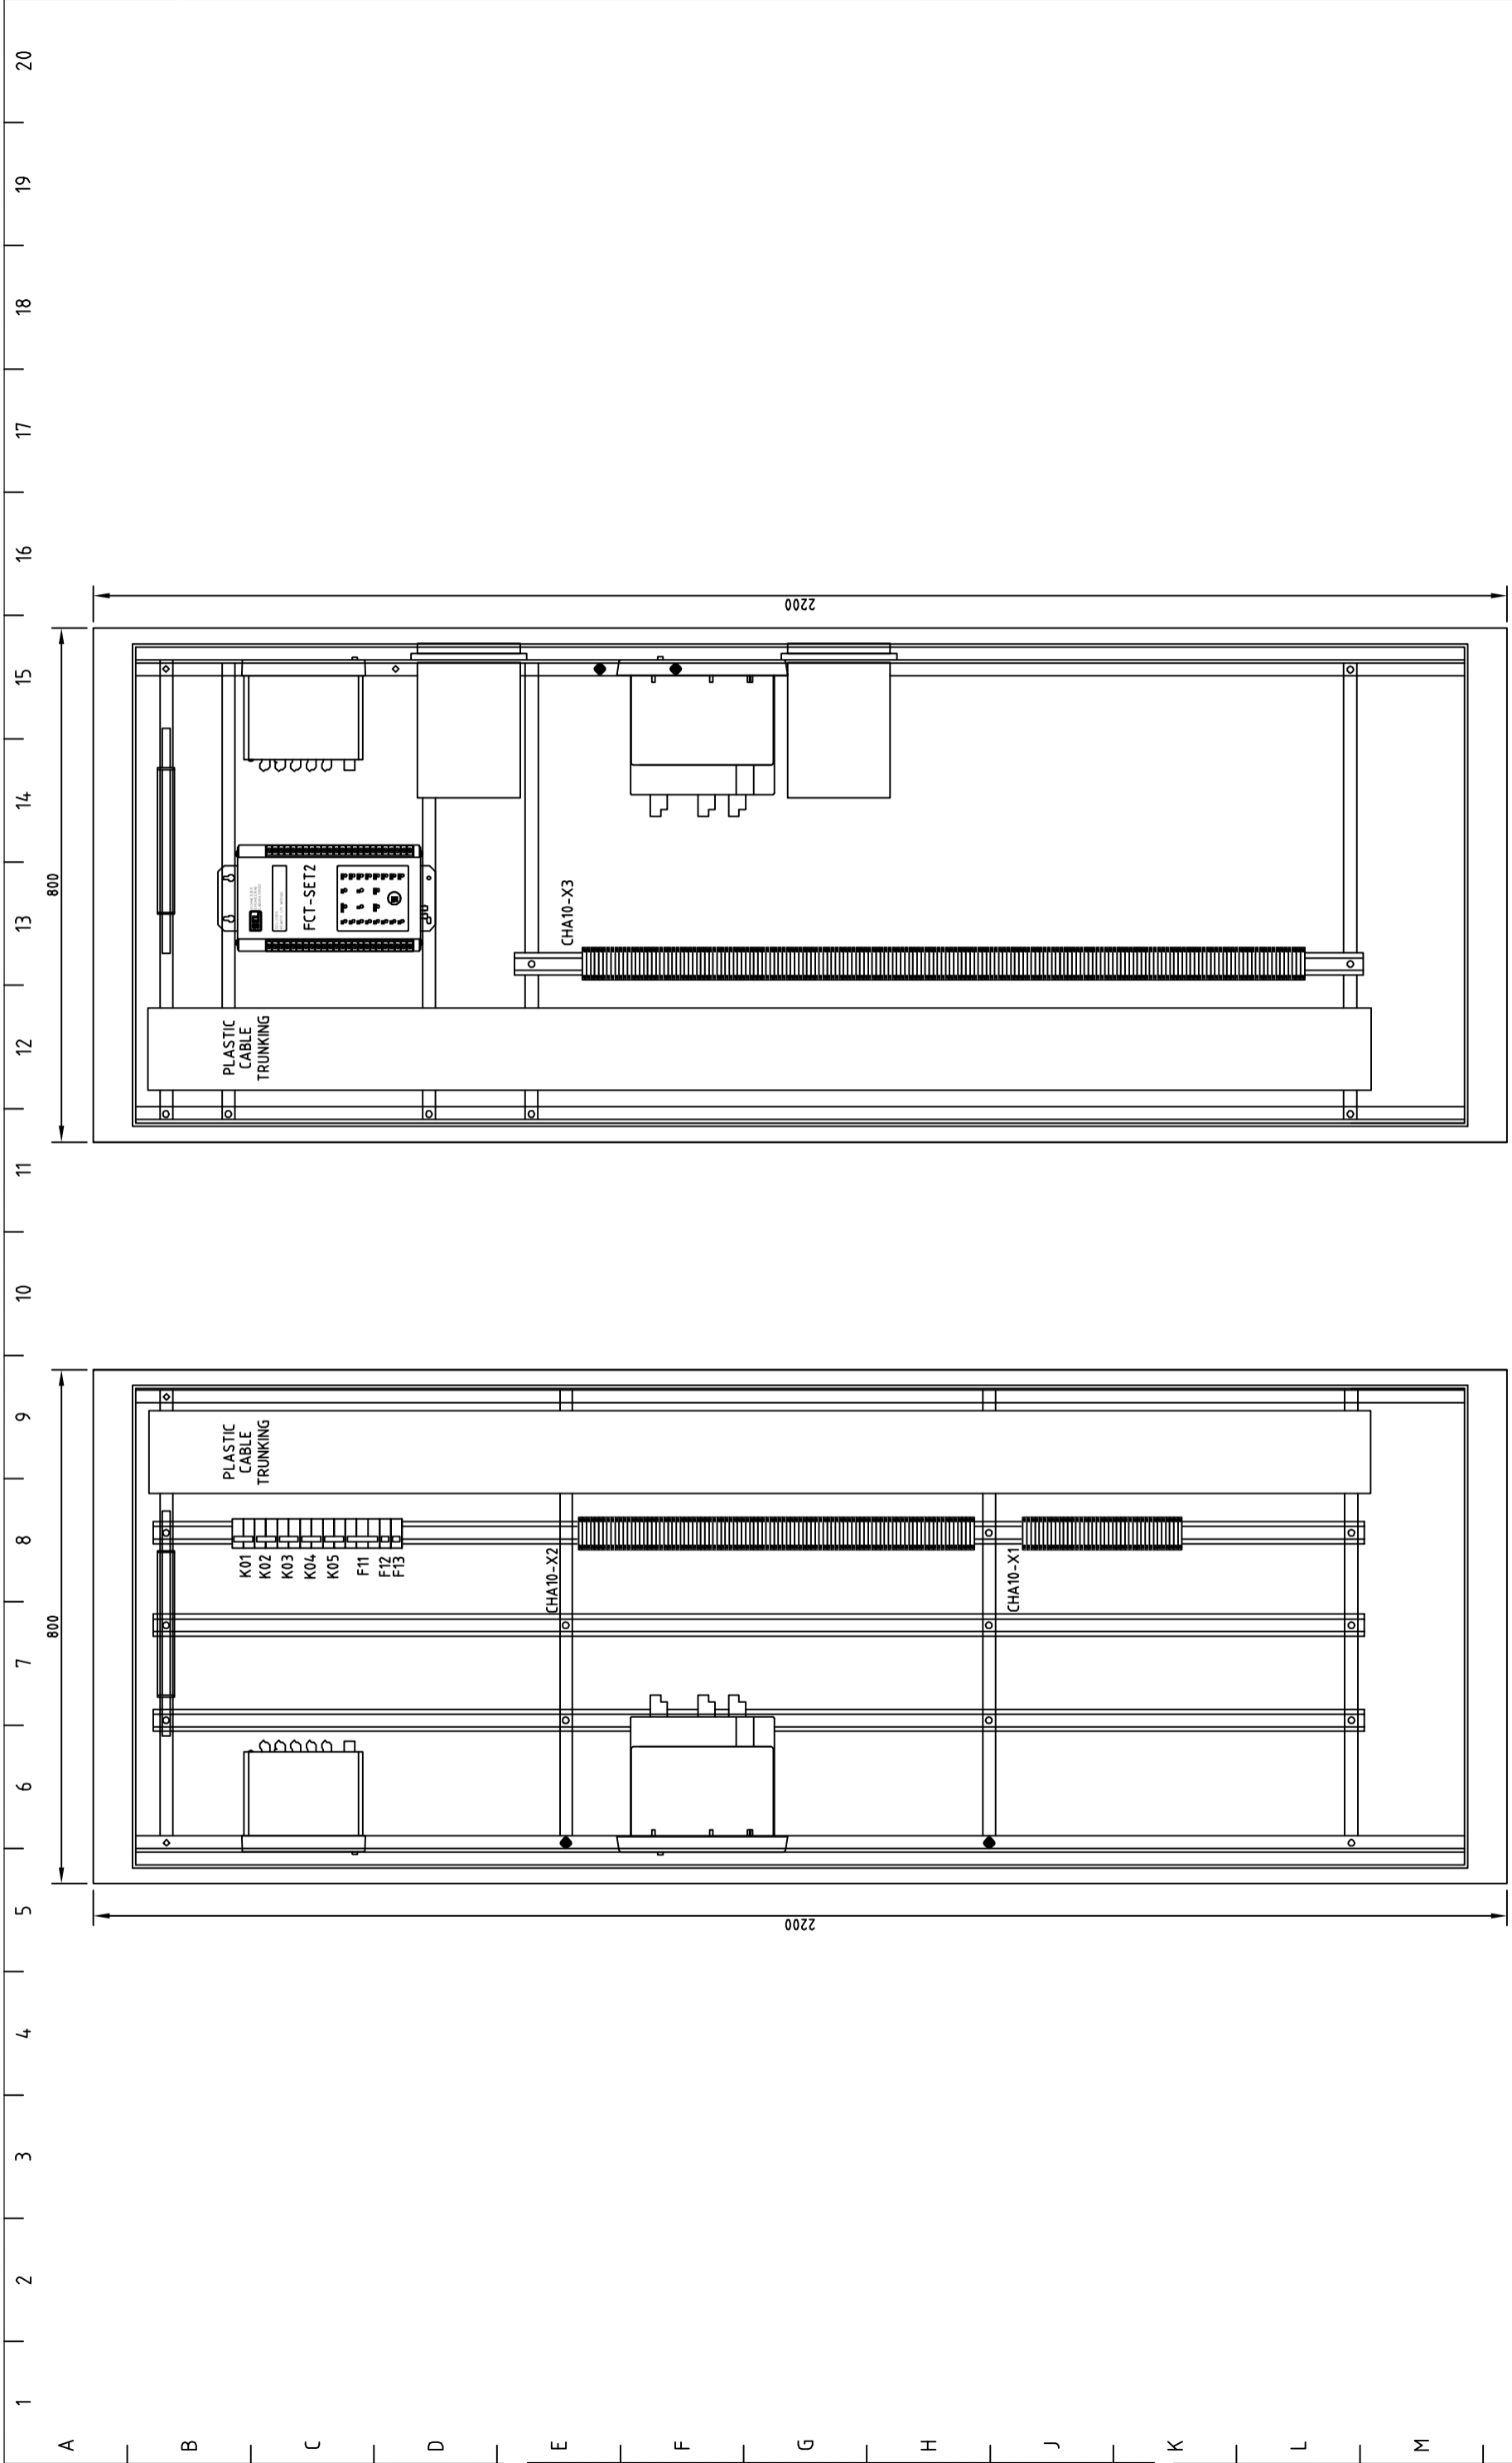 1
2
3
4
5
6
7
8
9
10
11
12
13
14
15
16
17
18
19
20
A
B
C
D
E
F
G
H
J
K
L
M
800
2200
PLASTIC
CABLE
TRUNKING
K01
K02
K03
K04
K05
F11
F12
F13
CHA10-X2
CHA10-X1
800
2200
FCT-SET2
CHA10-X3
PLASTIC
CABLE
TRUNKING